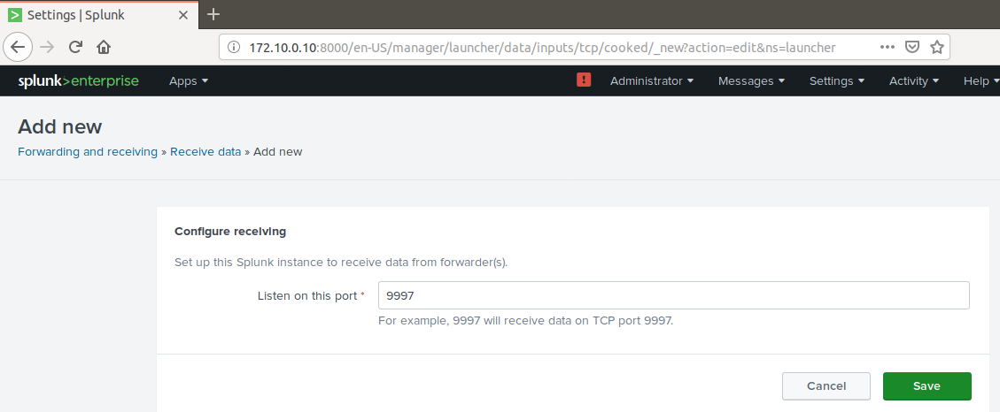 Settings | Splunk
172.10.0.10:8000/en-US/manager/launcher/data/inputs/tcp/cooked/_new?action=edit&ns=launcher
splunk>enterprise Apps ! Administrator Messages Settings Activity Help
Add new
Forwarding and receiving » Receive data » Add new
Configure receiving
Set up this Splunk instance to receive data from forwarder(s).
Listen on this port * 9997
For example, 9997 will receive data on TCP port 9997.
Cancel Save